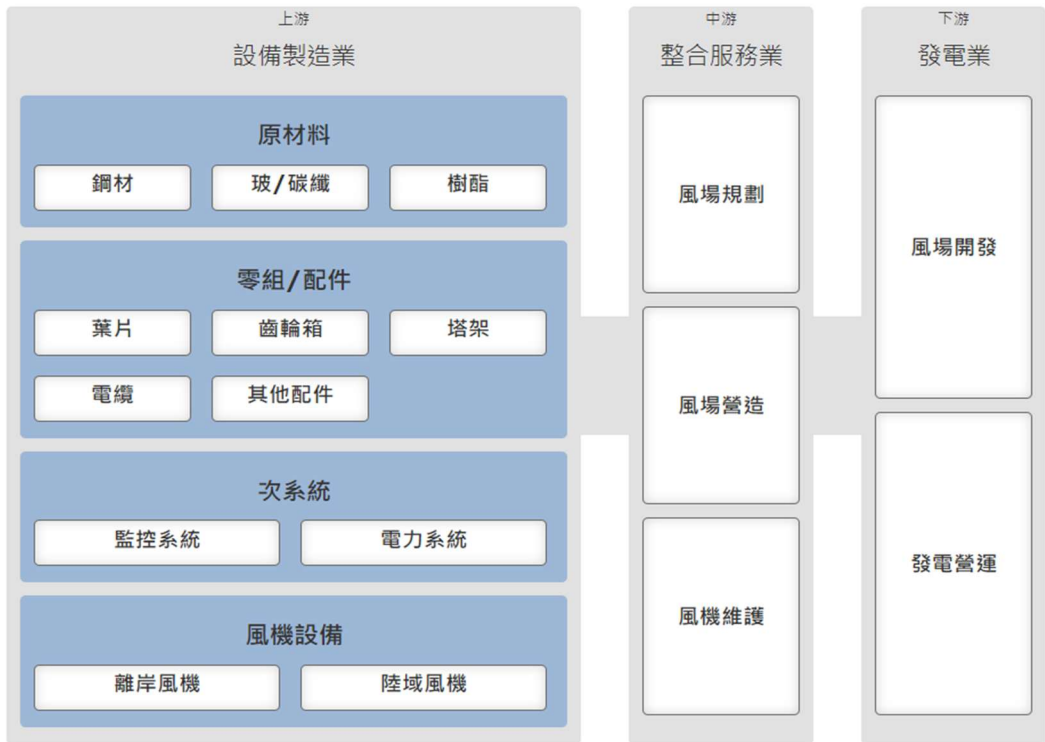 上游
設備製造業
原材料
鋼材
玻/碳纖
樹酯
零組/配件
葉片
齒輪箱
塔架
電纜
其他配件
次系統
監控系統
電力系統
風機設備
離岸風機
陸域風機
中游
整合服務業
風場規劃
風場營造
風機維護
下游
發電業
風場開發
發電營運